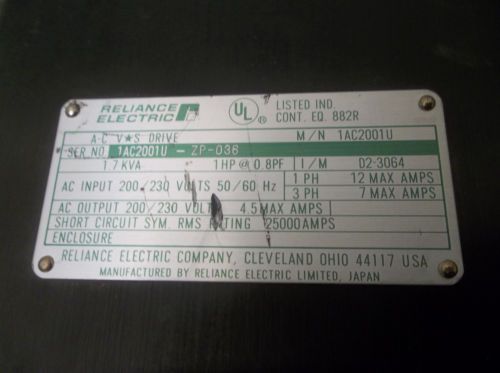 RELIANCE
ELECTRIC
UL ®
LISTED IND.
CONT. EQ. 882R
A-C V★S DRIVE M/N 1AC2001U
SER NO. 1AC2001U - ZP-036
1.7 KVA 1HP@0.8PF I/M D2-3064
AC INPUT 200/230 VOLTS 50/60 Hz 1 PH 12 MAX AMPS
3 PH 7 MAX AMPS
AC OUTPUT 200/230 VOLT 4.5 MAX AMPS
SHORT CIRCUIT SYM. RMS RATING 25000AMPS
ENCLOSURE
RELIANCE ELECTRIC COMPANY, CLEVELAND OHIO 44117 USA
MANUFACTURED BY RELIANCE ELECTRIC LIMITED, JAPAN